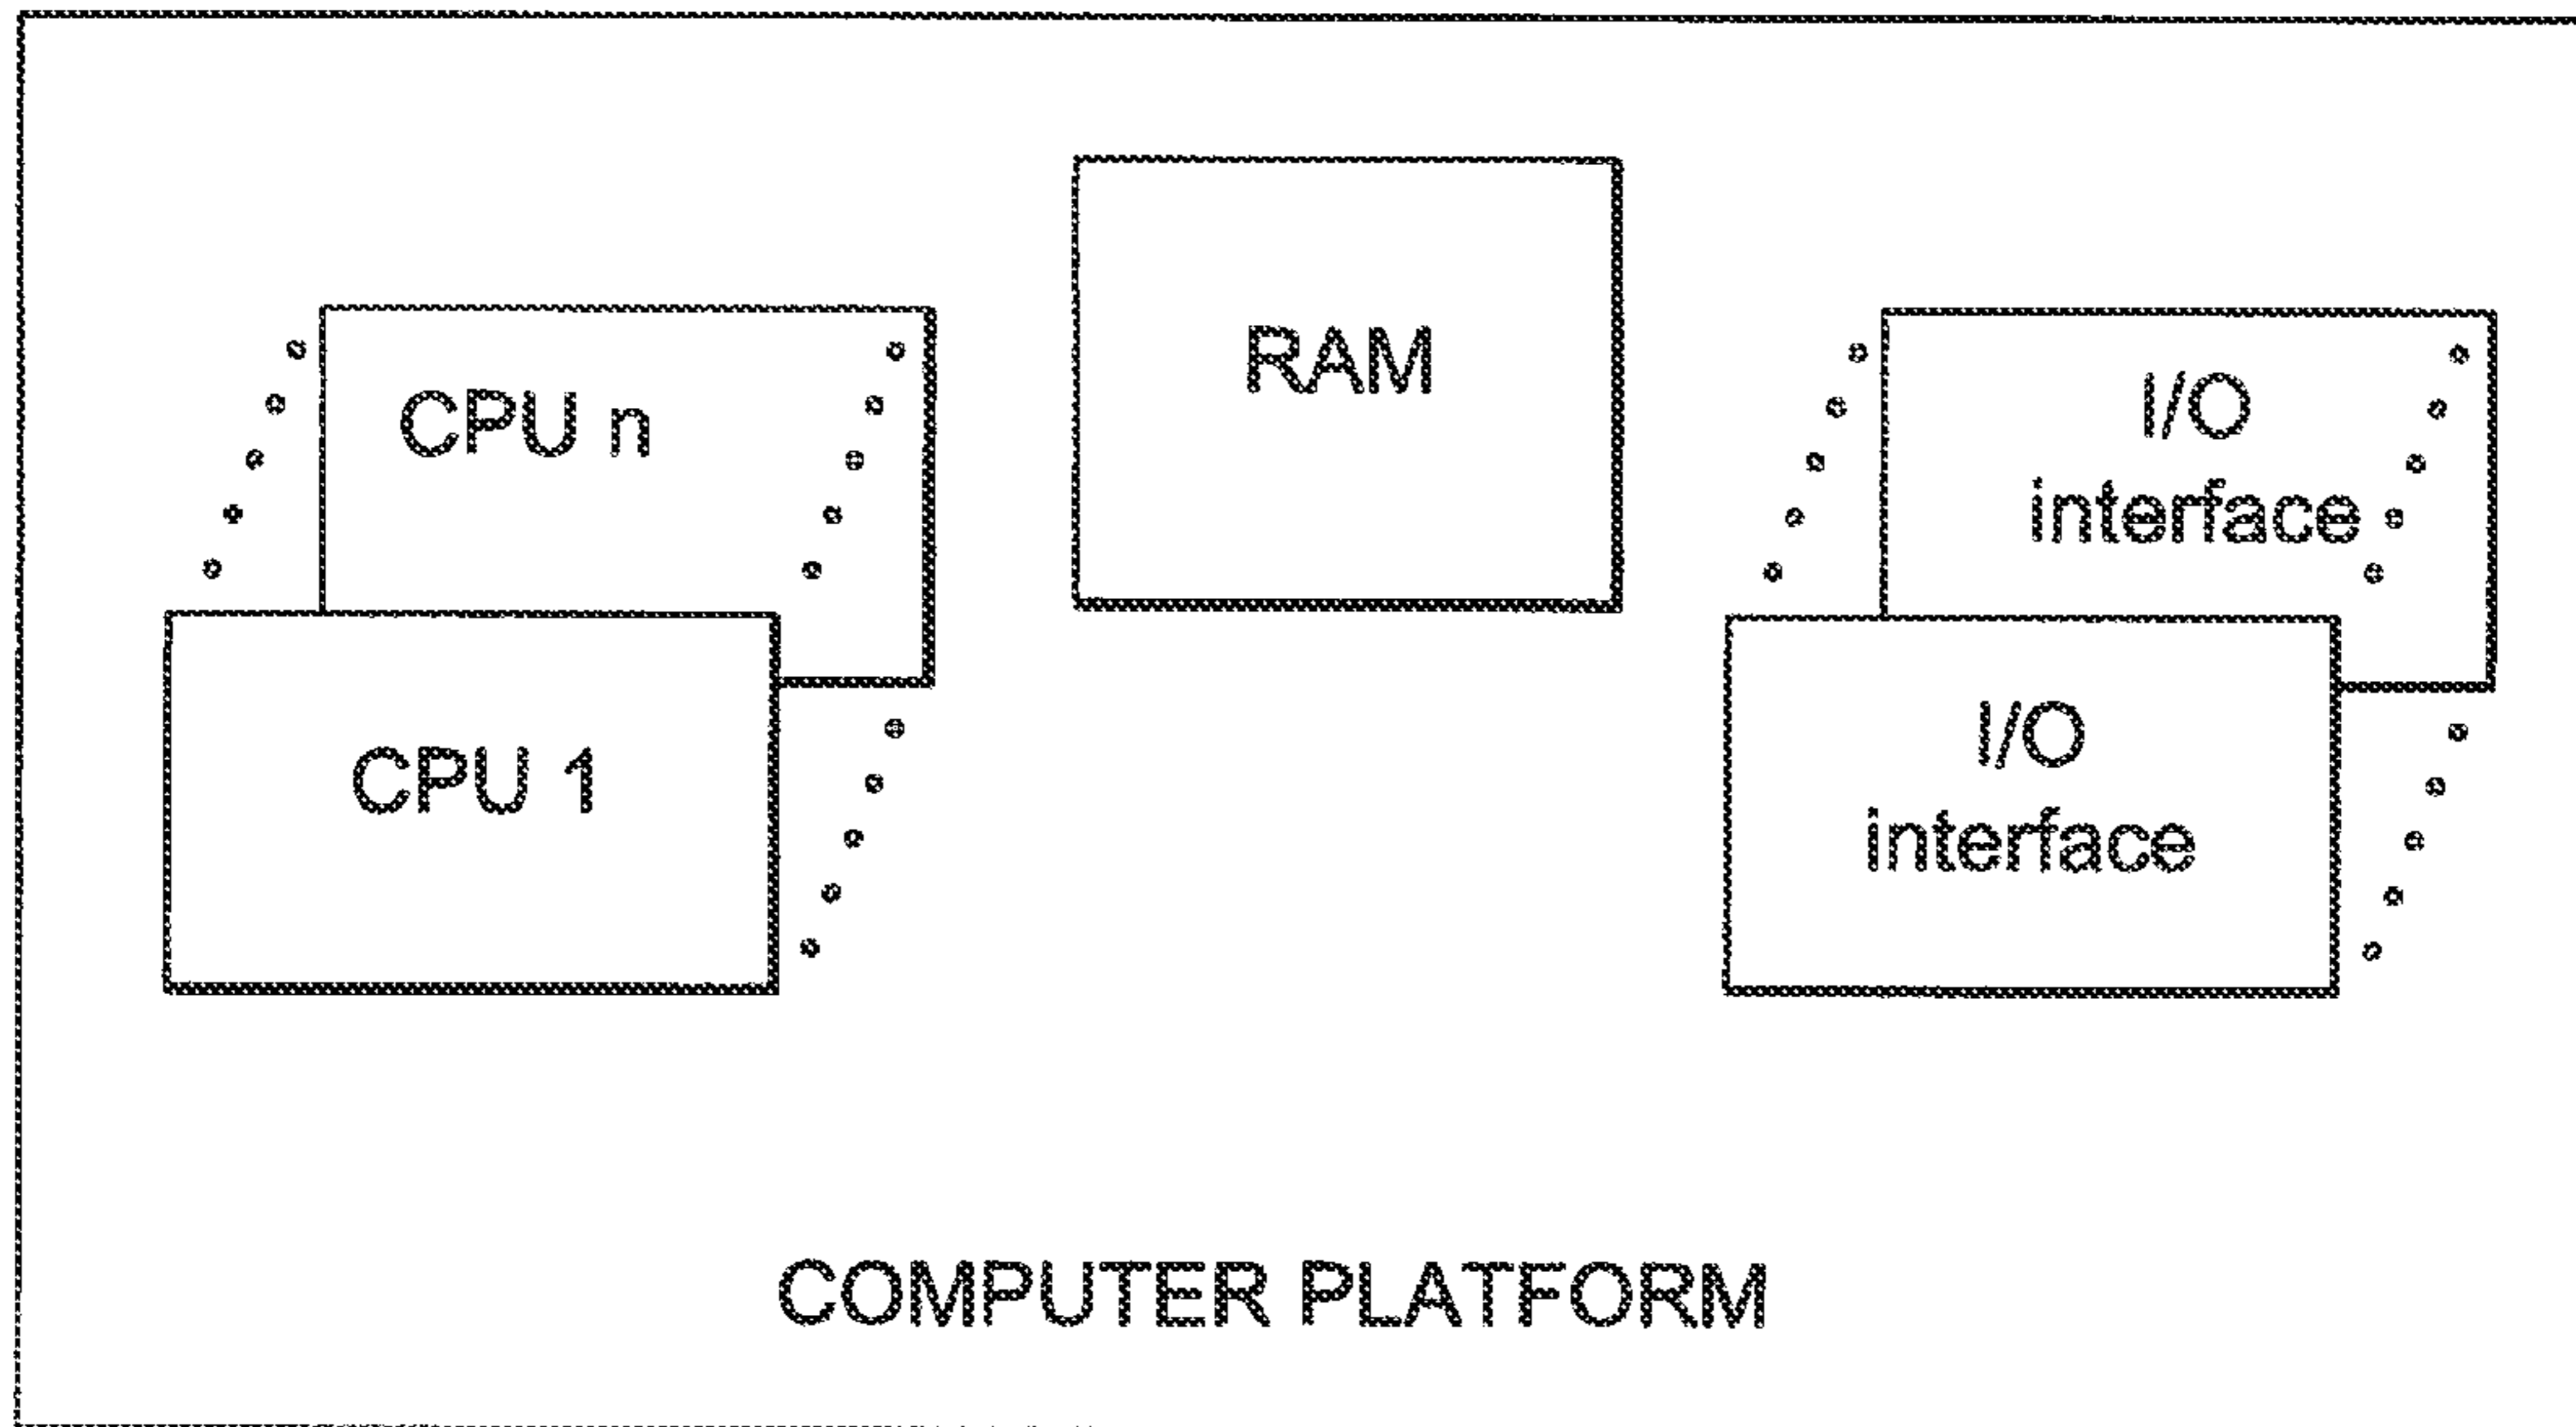 RAM
CPU n
I/O
interface
CPU 1
I/O
interface
COMPUTER PLATFORM